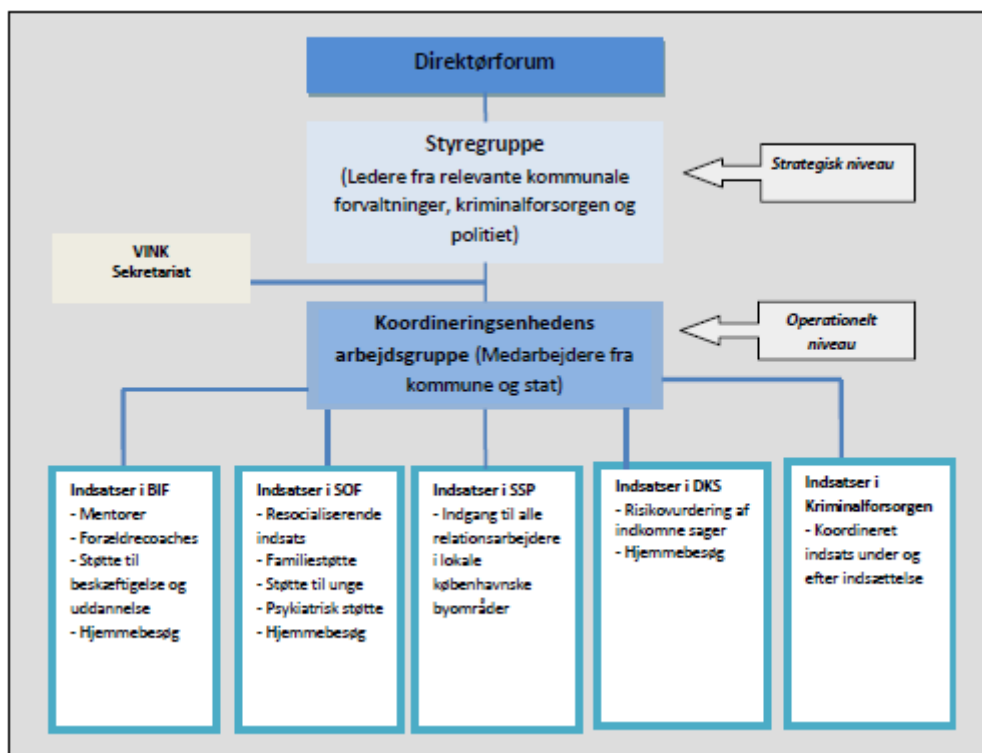 Direktørforum
Styregruppe
(Ledere fra relevante kommunale
forvaltninger, kriminalforsorgen og
politiet)
Strategisk niveau
VINK
Sekretariat
Koordineringsenhedens
arbejdsgruppe (Medarbejdere fra
kommune og stat)
Operationelt
niveau
Indsatser i BIF
- Mentorer
- Forældrecoaches
- Støtte til
beskæftigelse og
uddannelse
- Hjemmebesøg
Indsatser i SOF
- Resocialiserende
indsats
- Familiestøtte
- Støtte til unge
- Psykiatrisk støtte
- Hjemmebesøg
Indsatser i SSP
- Indgang til alle
relationsarbejdere
i lokale
københavnske
byområder
Indsatser i DKS
- Risikovurdering af
indkomne sager
- Hjemmebesøg
Indsatser i
Kriminalforsorgen
- Koordineret
indsats under og
efter indsættelse